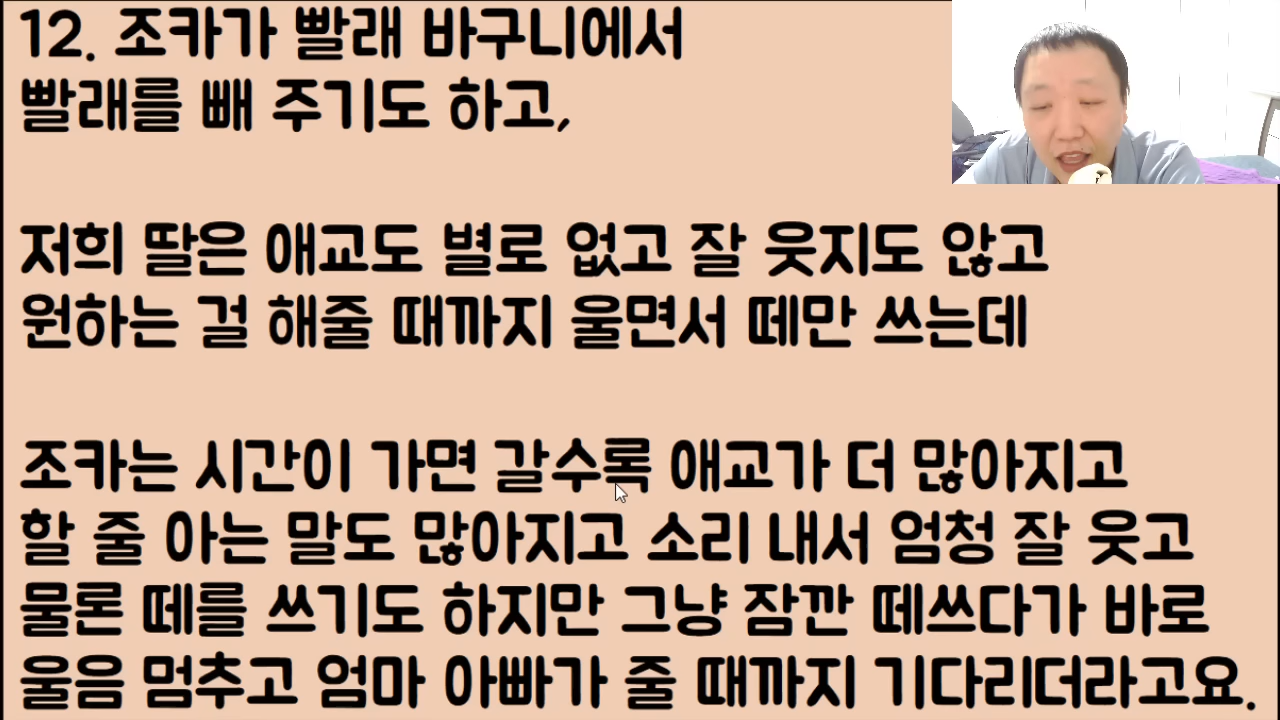 12. 조카가 빨래 바구니에서
빨래를 빼 주기도 하고,
저희 딸은 애교도 별로 없고 잘 웃지도 않고
원하는 걸 해줄 때까지 울면서 떼만 쓰는데
조카는 시간이 가면 갈수록 애교가 더 많아지고
할 줄 아는 말도 많아지고 소리 내서 엄청 잘 웃고
물론 떼를 쓰기도 하지만 그냥 잠깐 떼쓰다가 바로
울음 멈추고 엄마 아빠가 줄 때까지 기다리더라고요.